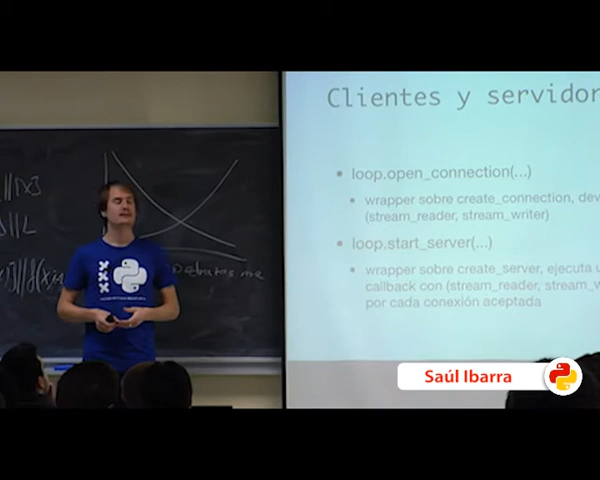 Clientes y servidor
• loop.open_connection(...)
• wrapper sobre create_connection, dev
(stream_reader, stream_writer)
• loop.start_server(...)
• wrapper sobre create_server, ejecuta u
callback con (stream_reader, stream_w
por cada conexión aceptada
Saúl Ibarra